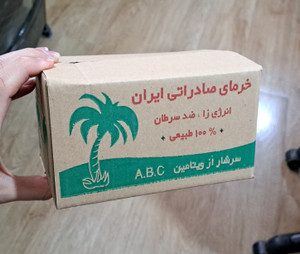 خرمای صادراتی ایران
انرژی زا ، ضد سرطان
۱۰۰ % طبیعی
سرشار از ویتامین A.B.C